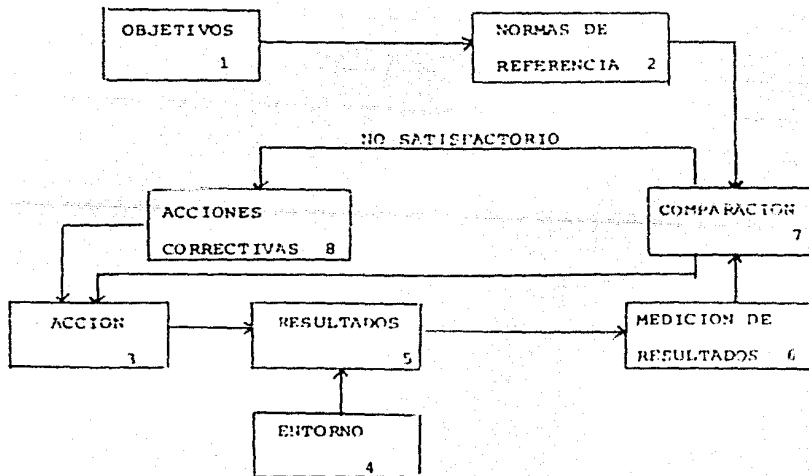 OBJETIVOS
1
NORMAS DE
REFERENCIA 2
NO SATISFACTORIO
ACCIONES
CORRECTIVAS 8
COMPARACION
7
ACCION
3
RESULTADOS
5
MEDICION DE
RESULTADOS 6
ENTORNO
4